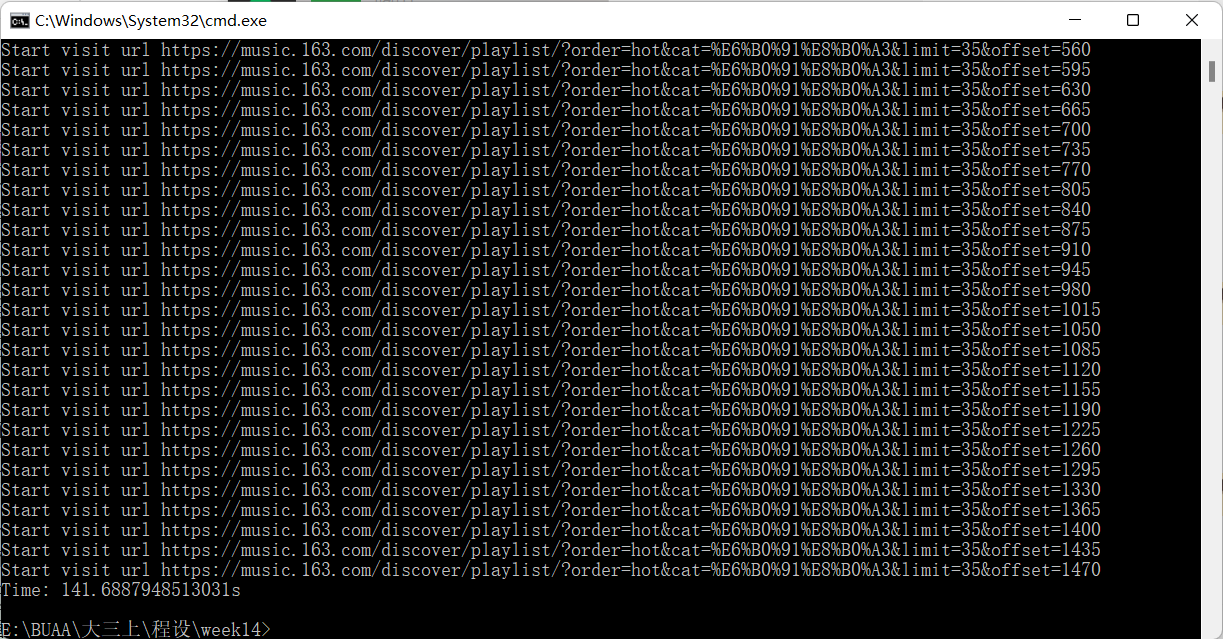 C:\Windows\System32\cmd.exe
Start visit url https://music.163.com/discover/playlist/?order=hot&cat=%E6%B0%91%E8%B0%A3&limit=35&offset=560
Start visit url https://music.163.com/discover/playlist/?order=hot&cat=%E6%B0%91%E8%B0%A3&limit=35&offset=595
Start visit url https://music.163.com/discover/playlist/?order=hot&cat=%E6%B0%91%E8%B0%A3&limit=35&offset=630
Start visit url https://music.163.com/discover/playlist/?order=hot&cat=%E6%B0%91%E8%B0%A3&limit=35&offset=665
Start visit url https://music.163.com/discover/playlist/?order=hot&cat=%E6%B0%91%E8%B0%A3&limit=35&offset=700
Start visit url https://music.163.com/discover/playlist/?order=hot&cat=%E6%B0%91%E8%B0%A3&limit=35&offset=735
Start visit url https://music.163.com/discover/playlist/?order=hot&cat=%E6%B0%91%E8%B0%A3&limit=35&offset=770
Start visit url https://music.163.com/discover/playlist/?order=hot&cat=%E6%B0%91%E8%B0%A3&limit=35&offset=805
Start visit url https://music.163.com/discover/playlist/?order=hot&cat=%E6%B0%91%E8%B0%A3&limit=35&offset=840
Start visit url https://music.163.com/discover/playlist/?order=hot&cat=%E6%B0%91%E8%B0%A3&limit=35&offset=875
Start visit url https://music.163.com/discover/playlist/?order=hot&cat=%E6%B0%91%E8%B0%A3&limit=35&offset=910
Start visit url https://music.163.com/discover/playlist/?order=hot&cat=%E6%B0%91%E8%B0%A3&limit=35&offset=945
Start visit url https://music.163.com/discover/playlist/?order=hot&cat=%E6%B0%91%E8%B0%A3&limit=35&offset=980
Start visit url https://music.163.com/discover/playlist/?order=hot&cat=%E6%B0%91%E8%B0%A3&limit=35&offset=1015
Start visit url https://music.163.com/discover/playlist/?order=hot&cat=%E6%B0%91%E8%B0%A3&limit=35&offset=1050
Start visit url https://music.163.com/discover/playlist/?order=hot&cat=%E6%B0%91%E8%B0%A3&limit=35&offset=1085
Start visit url https://music.163.com/discover/playlist/?order=hot&cat=%E6%B0%91%E8%B0%A3&limit=35&offset=1120
Start visit url https://music.163.com/discover/playlist/?order=hot&cat=%E6%B0%91%E8%B0%A3&limit=35&offset=1155
Start visit url https://music.163.com/discover/playlist/?order=hot&cat=%E6%B0%91%E8%B0%A3&limit=35&offset=1190
Start visit url https://music.163.com/discover/playlist/?order=hot&cat=%E6%B0%91%E8%B0%A3&limit=35&offset=1225
Start visit url https://music.163.com/discover/playlist/?order=hot&cat=%E6%B0%91%E8%B0%A3&limit=35&offset=1260
Start visit url https://music.163.com/discover/playlist/?order=hot&cat=%E6%B0%91%E8%B0%A3&limit=35&offset=1295
Start visit url https://music.163.com/discover/playlist/?order=hot&cat=%E6%B0%91%E8%B0%A3&limit=35&offset=1330
Start visit url https://music.163.com/discover/playlist/?order=hot&cat=%E6%B0%91%E8%B0%A3&limit=35&offset=1365
Start visit url https://music.163.com/discover/playlist/?order=hot&cat=%E6%B0%91%E8%B0%A3&limit=35&offset=1400
Start visit url https://music.163.com/discover/playlist/?order=hot&cat=%E6%B0%91%E8%B0%A3&limit=35&offset=1435
Start visit url https://music.163.com/discover/playlist/?order=hot&cat=%E6%B0%91%E8%B0%A3&limit=35&offset=1470
Time: 141.6887948513031s
E:\BUAA\大三上\程设\week14>